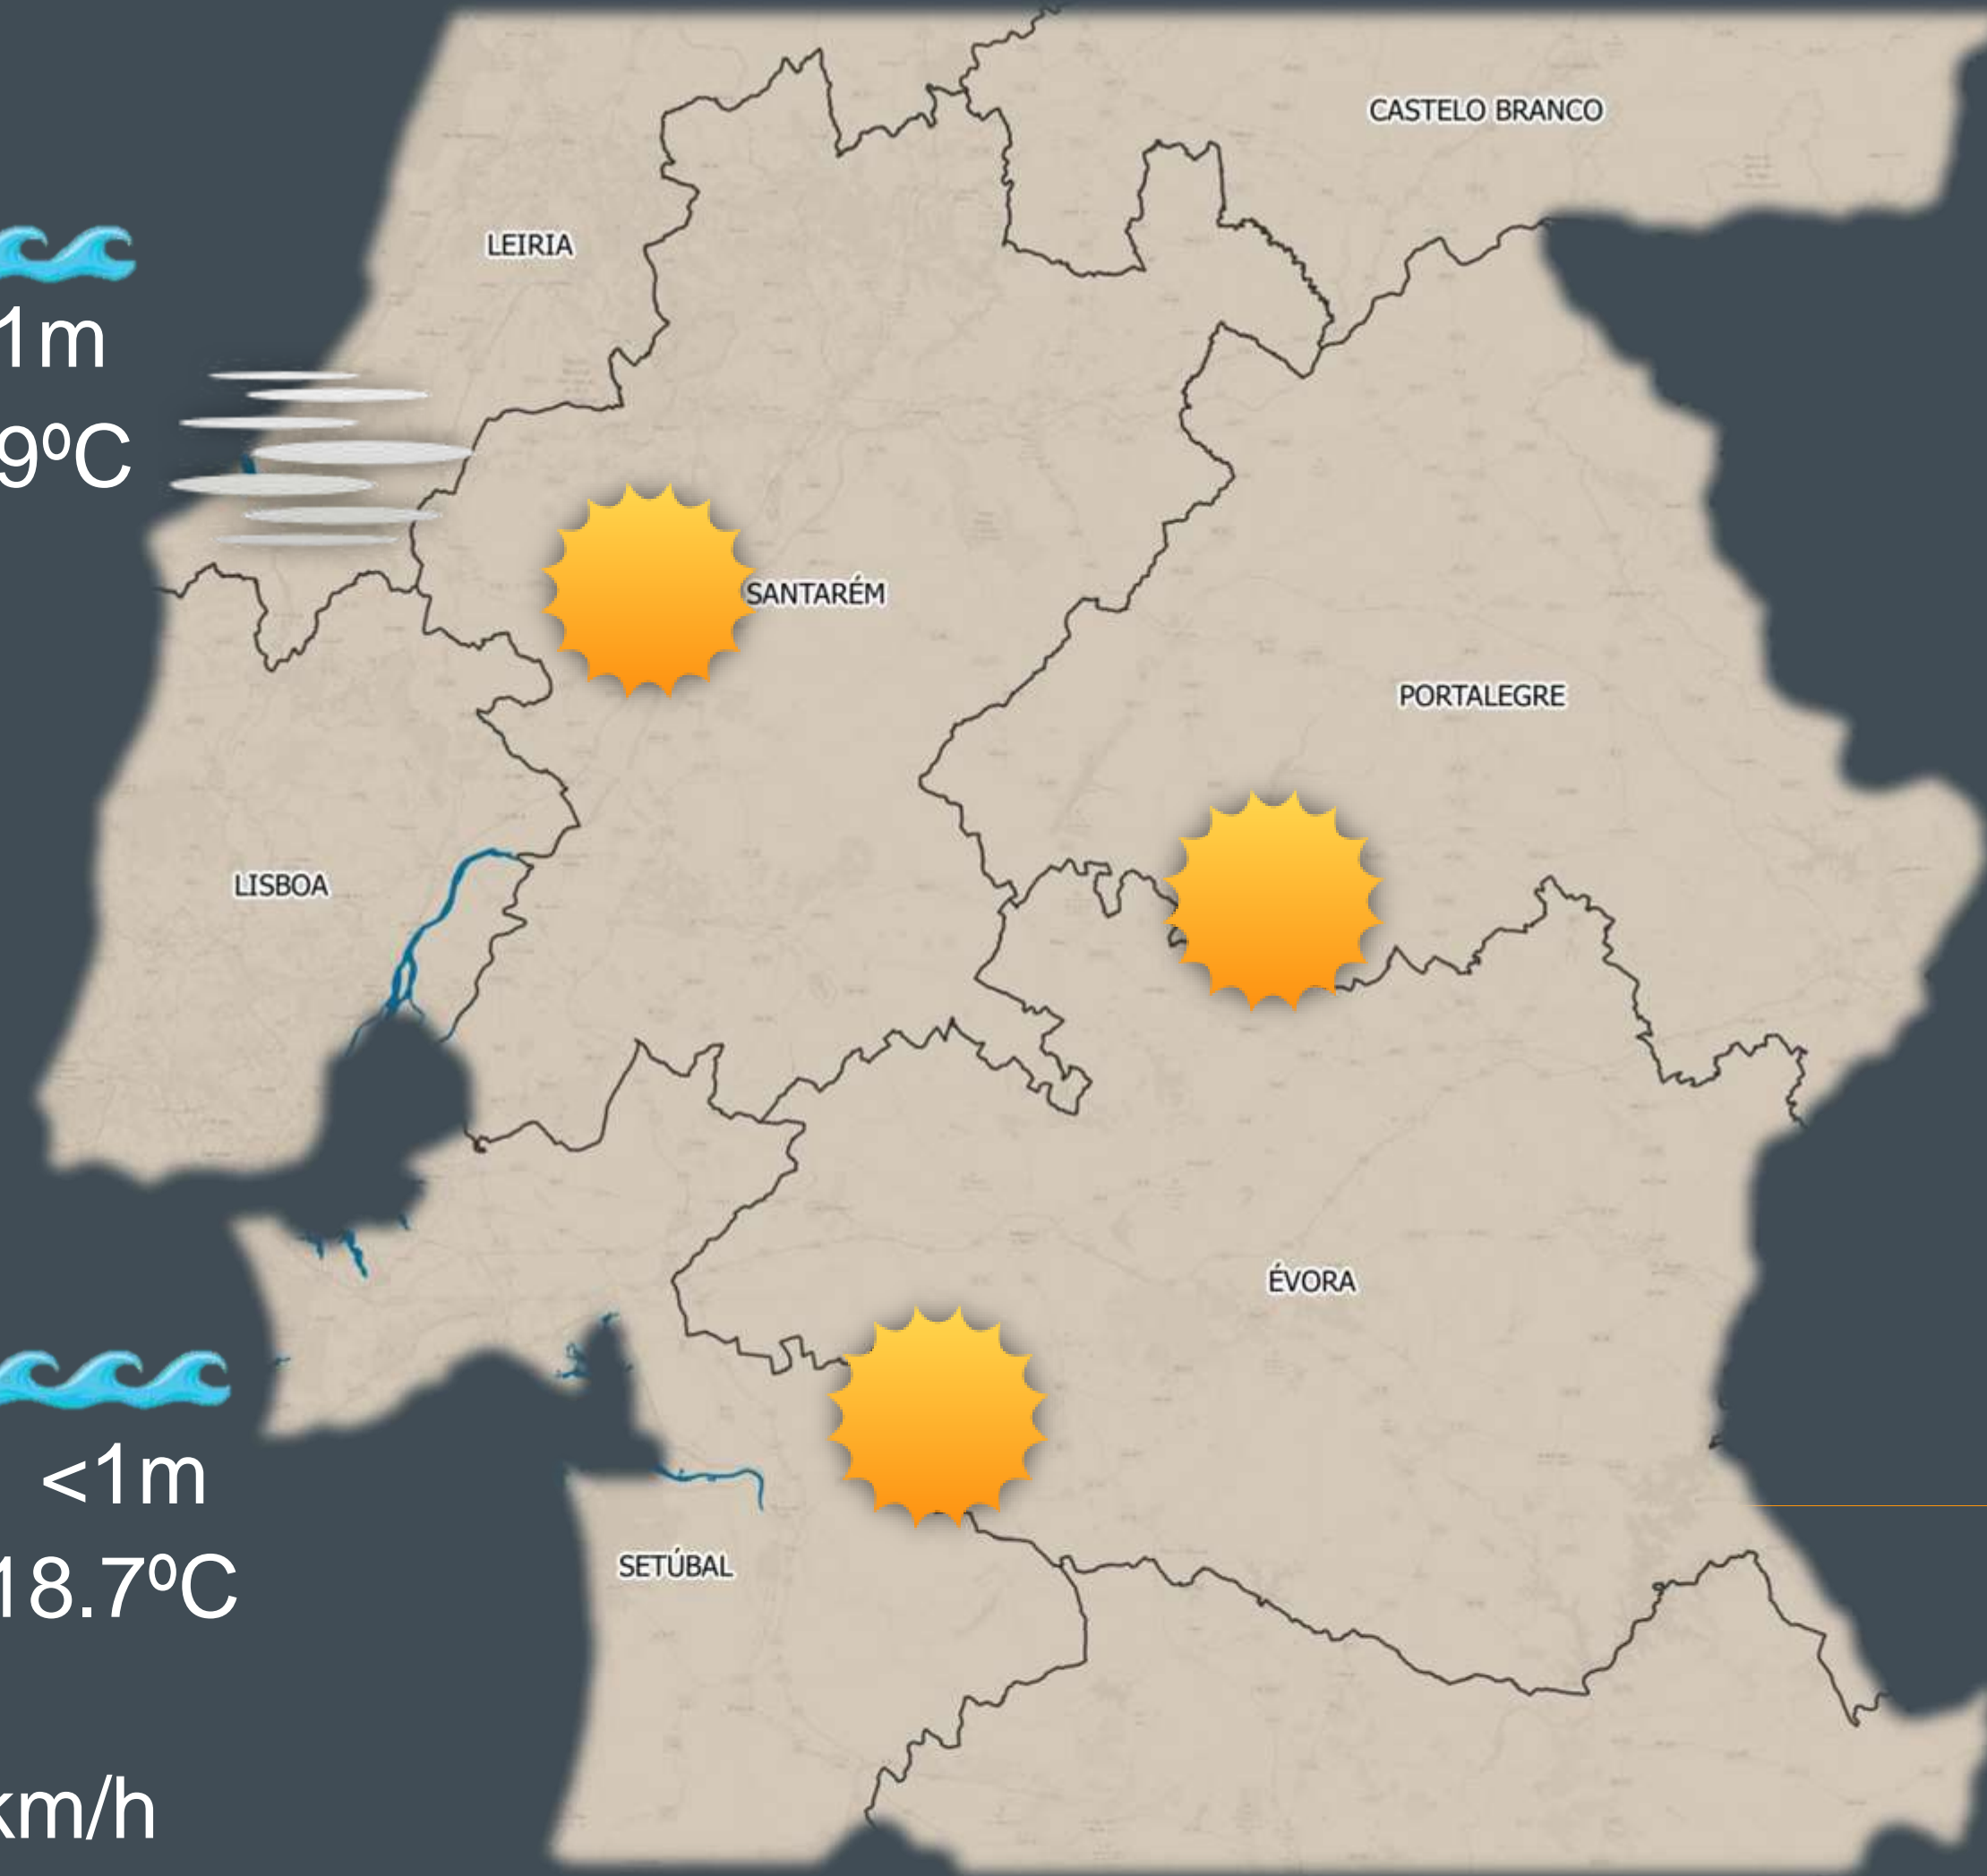 CASTELO BRANCO
LEIRIA
1m
9ºC
SANTARÉM
PORTALEGRE
LISBOA
ÉVORA
<1m
SETÚBAL
18.7ºC
km/h